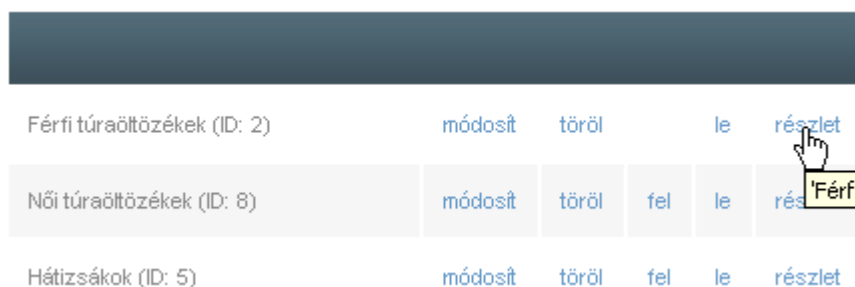 Férfi túraöltözékek (ID: 2) módosít töröl le részlet
'Férf
Női túraöltözékek (ID: 8) módosít töröl fel le rés
Hátizsákok (ID: 5) módosít töröl fel le részlet